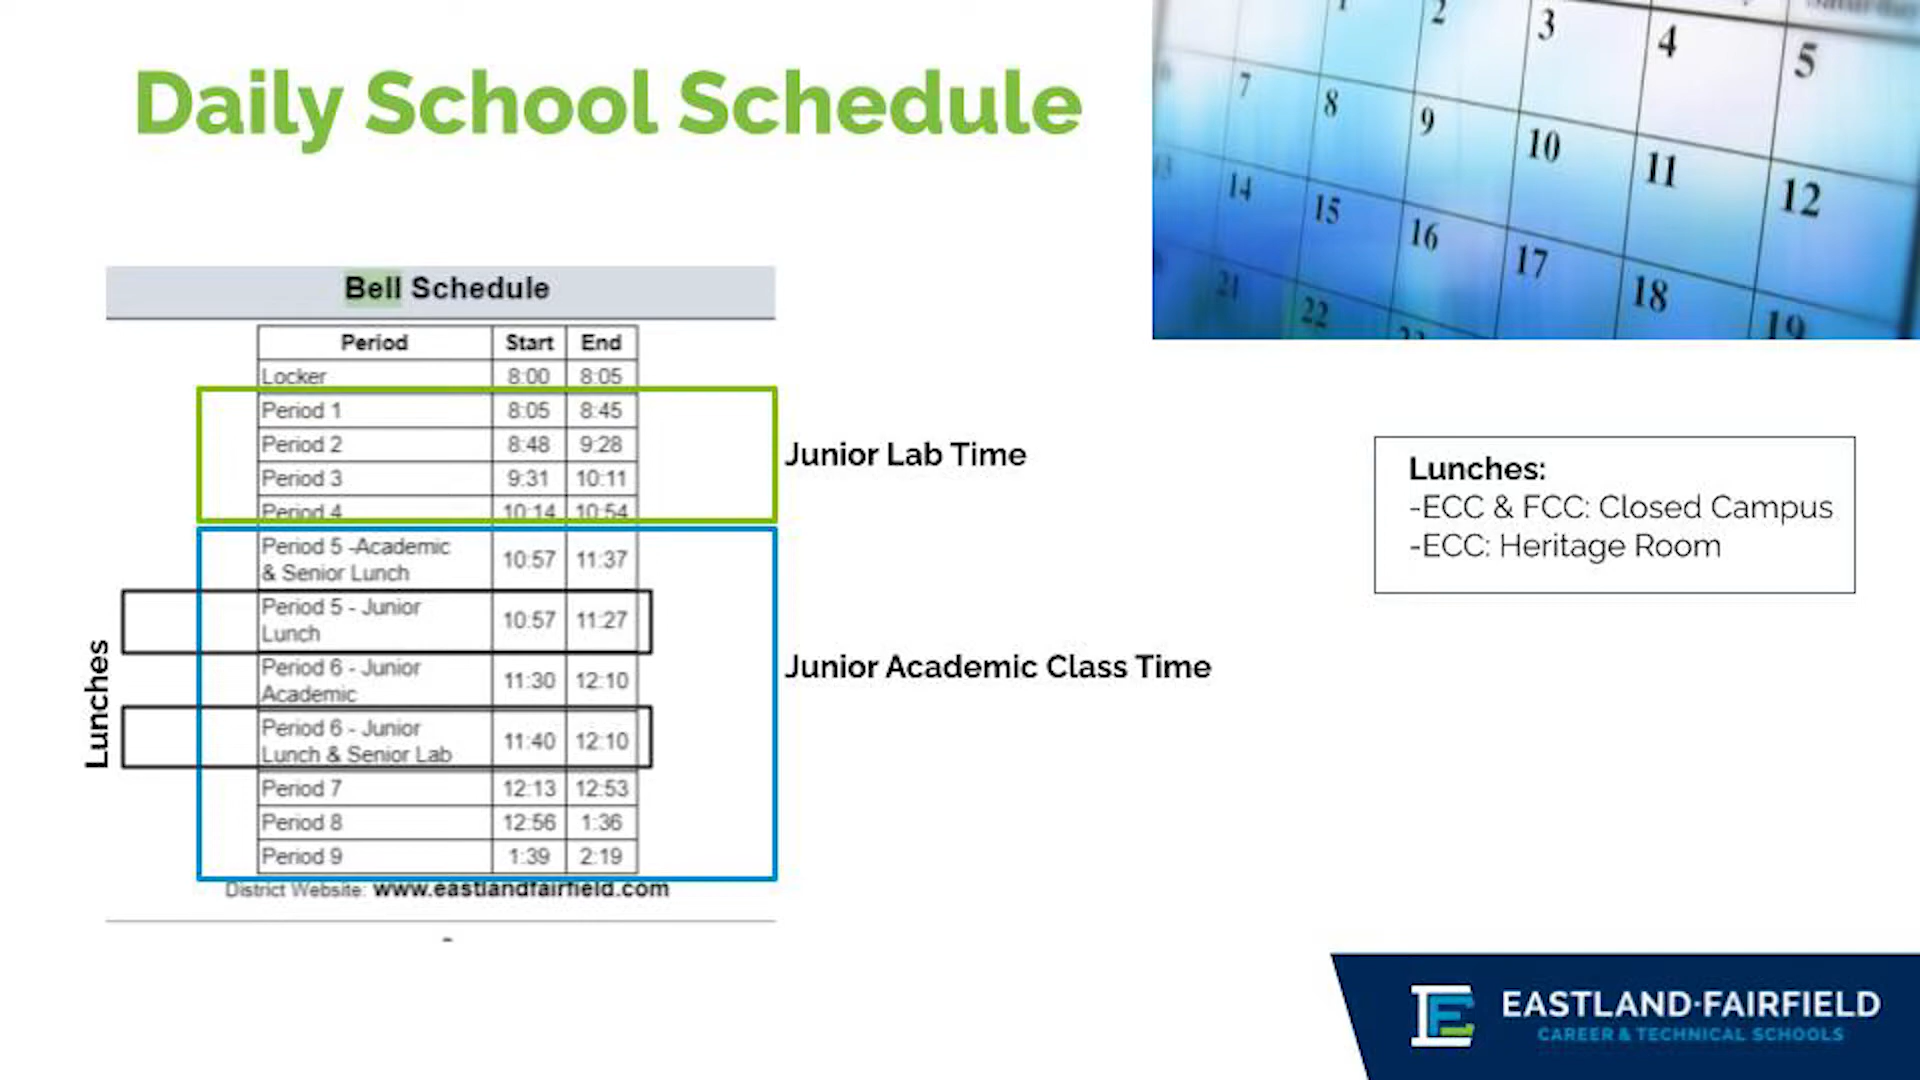 Daily School Schedule
2 3 4 5
7 8 9 10 11 12
14 15 16 17 18 19
21 22
Bell Schedule
Period Start End
Locker 8:00 8:05
Period 1 8:05 8:45
Period 2 8:48 9:28
Period 3 9:31 10:11
Period 4 10:14 10:54
Period 5 -Academic
& Senior Lunch 10:57 11:37
Period 5 - Junior
Lunch 10:57 11:27
Period 6 - Junior
Academic 11:30 12:10
Period 6 - Junior
Lunch & Senior Lab 11:40 12:10
Period 7 12:13 12:53
Period 8 12:56 1:36
Period 9 1:39 2:19
District Website: www.eastlandfairfield.com
Lunches
Junior Lab Time
Junior Academic Class Time
Lunches:
-ECC & FCC: Closed Campus
-ECC: Heritage Room
EASTLAND·FAIRFIELD
CAREER & TECHNICAL SCHOOLS